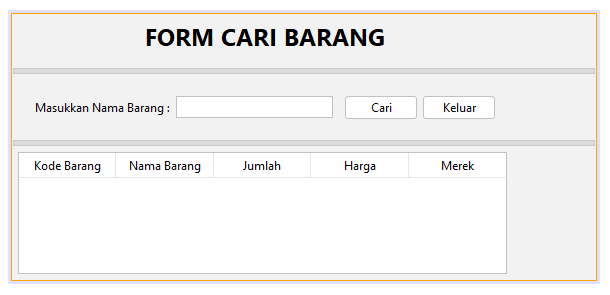 FORM CARI BARANG
Masukkan Nama Barang : Cari Keluar
Kode Barang Nama Barang Jumlah Harga Merek